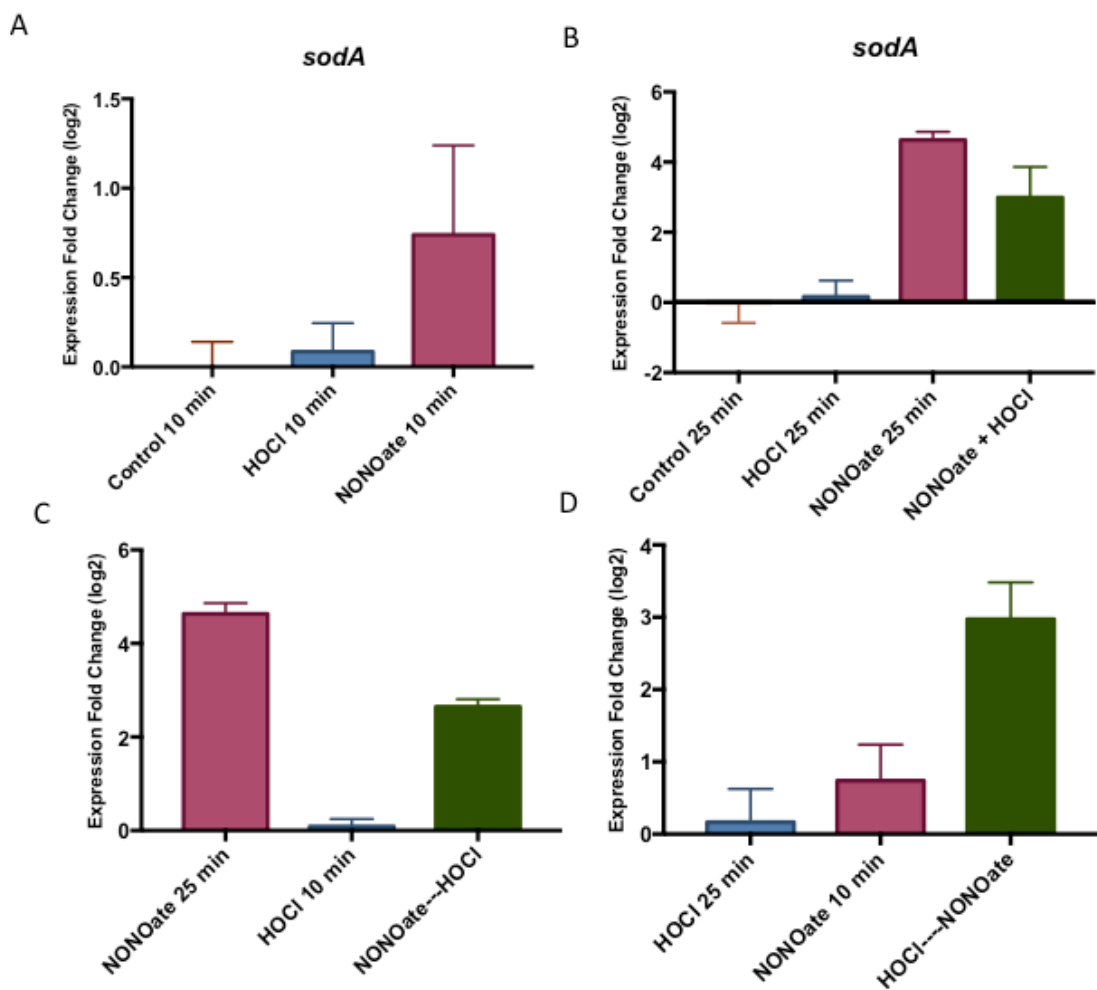 A
sodA
Expression Fold Change (log2)
1.5
1.0
0.5
0.0
Control 10 min
HOCl 10 min
NONOate 10 min
B
sodA
Expression Fold Change (log2)
6
4
2
0
-2
Control 25 min
HOCl 25 min
NONOate 25 min
NONOate + HOCl
C
Expression Fold Change (log2)
6
4
2
0
NONOate 25 min
HOCl 10 min
NONOate---HOCl
D
Expression Fold Change (log2)
4
3
2
1
0
HOCl 25 min
NONOate 10 min
HOCl----NONOate